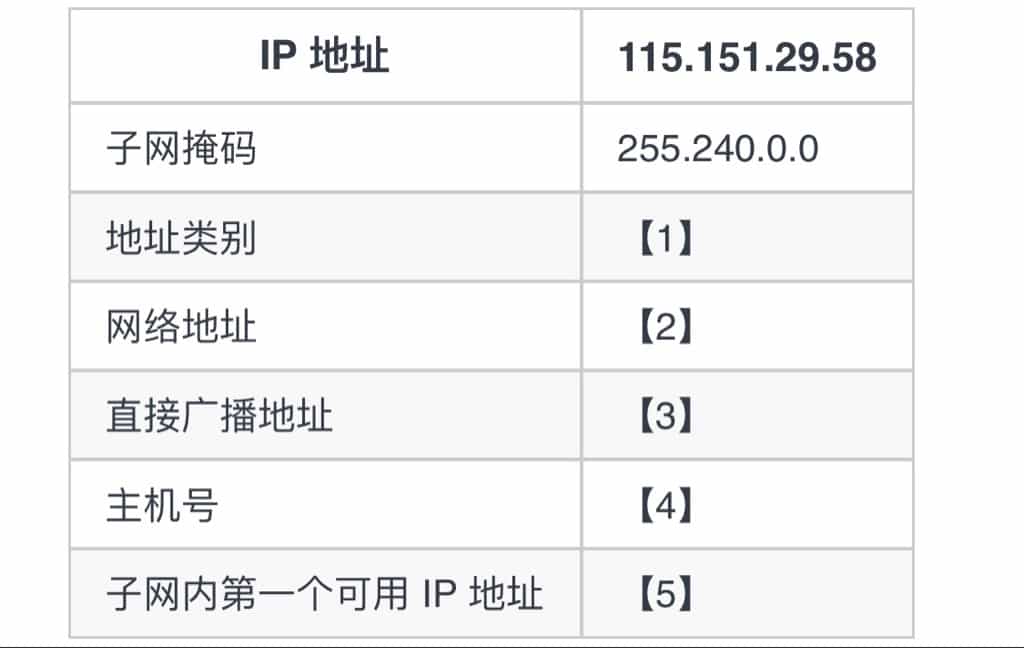 IP 地址 115.151.29.58
子网掩码 255.240.0.0
地址类别 【1】
网络地址 【2】
直接广播地址 【3】
主机号 【4】
子网内第一个可用 IP 地址 【5】